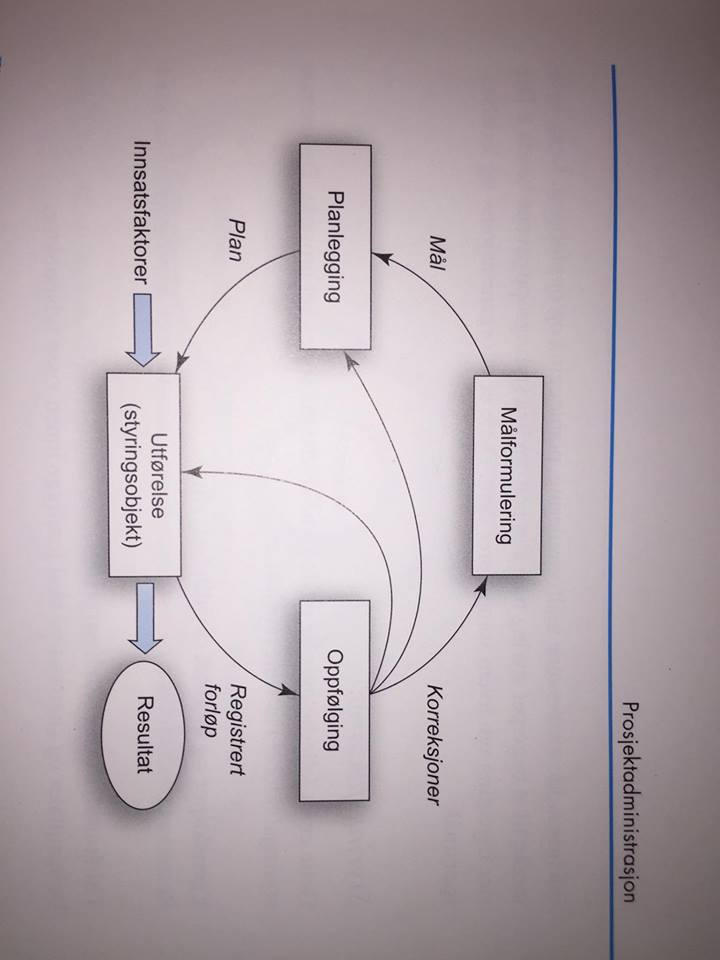 Prosjektadministrasjon
Målformulering
Mål
Korreksjoner
Planlegging
Oppfølging
Plan
Registrert
forløp
Innsatsfaktorer
Utførelse
(styringsobjekt)
Resultat